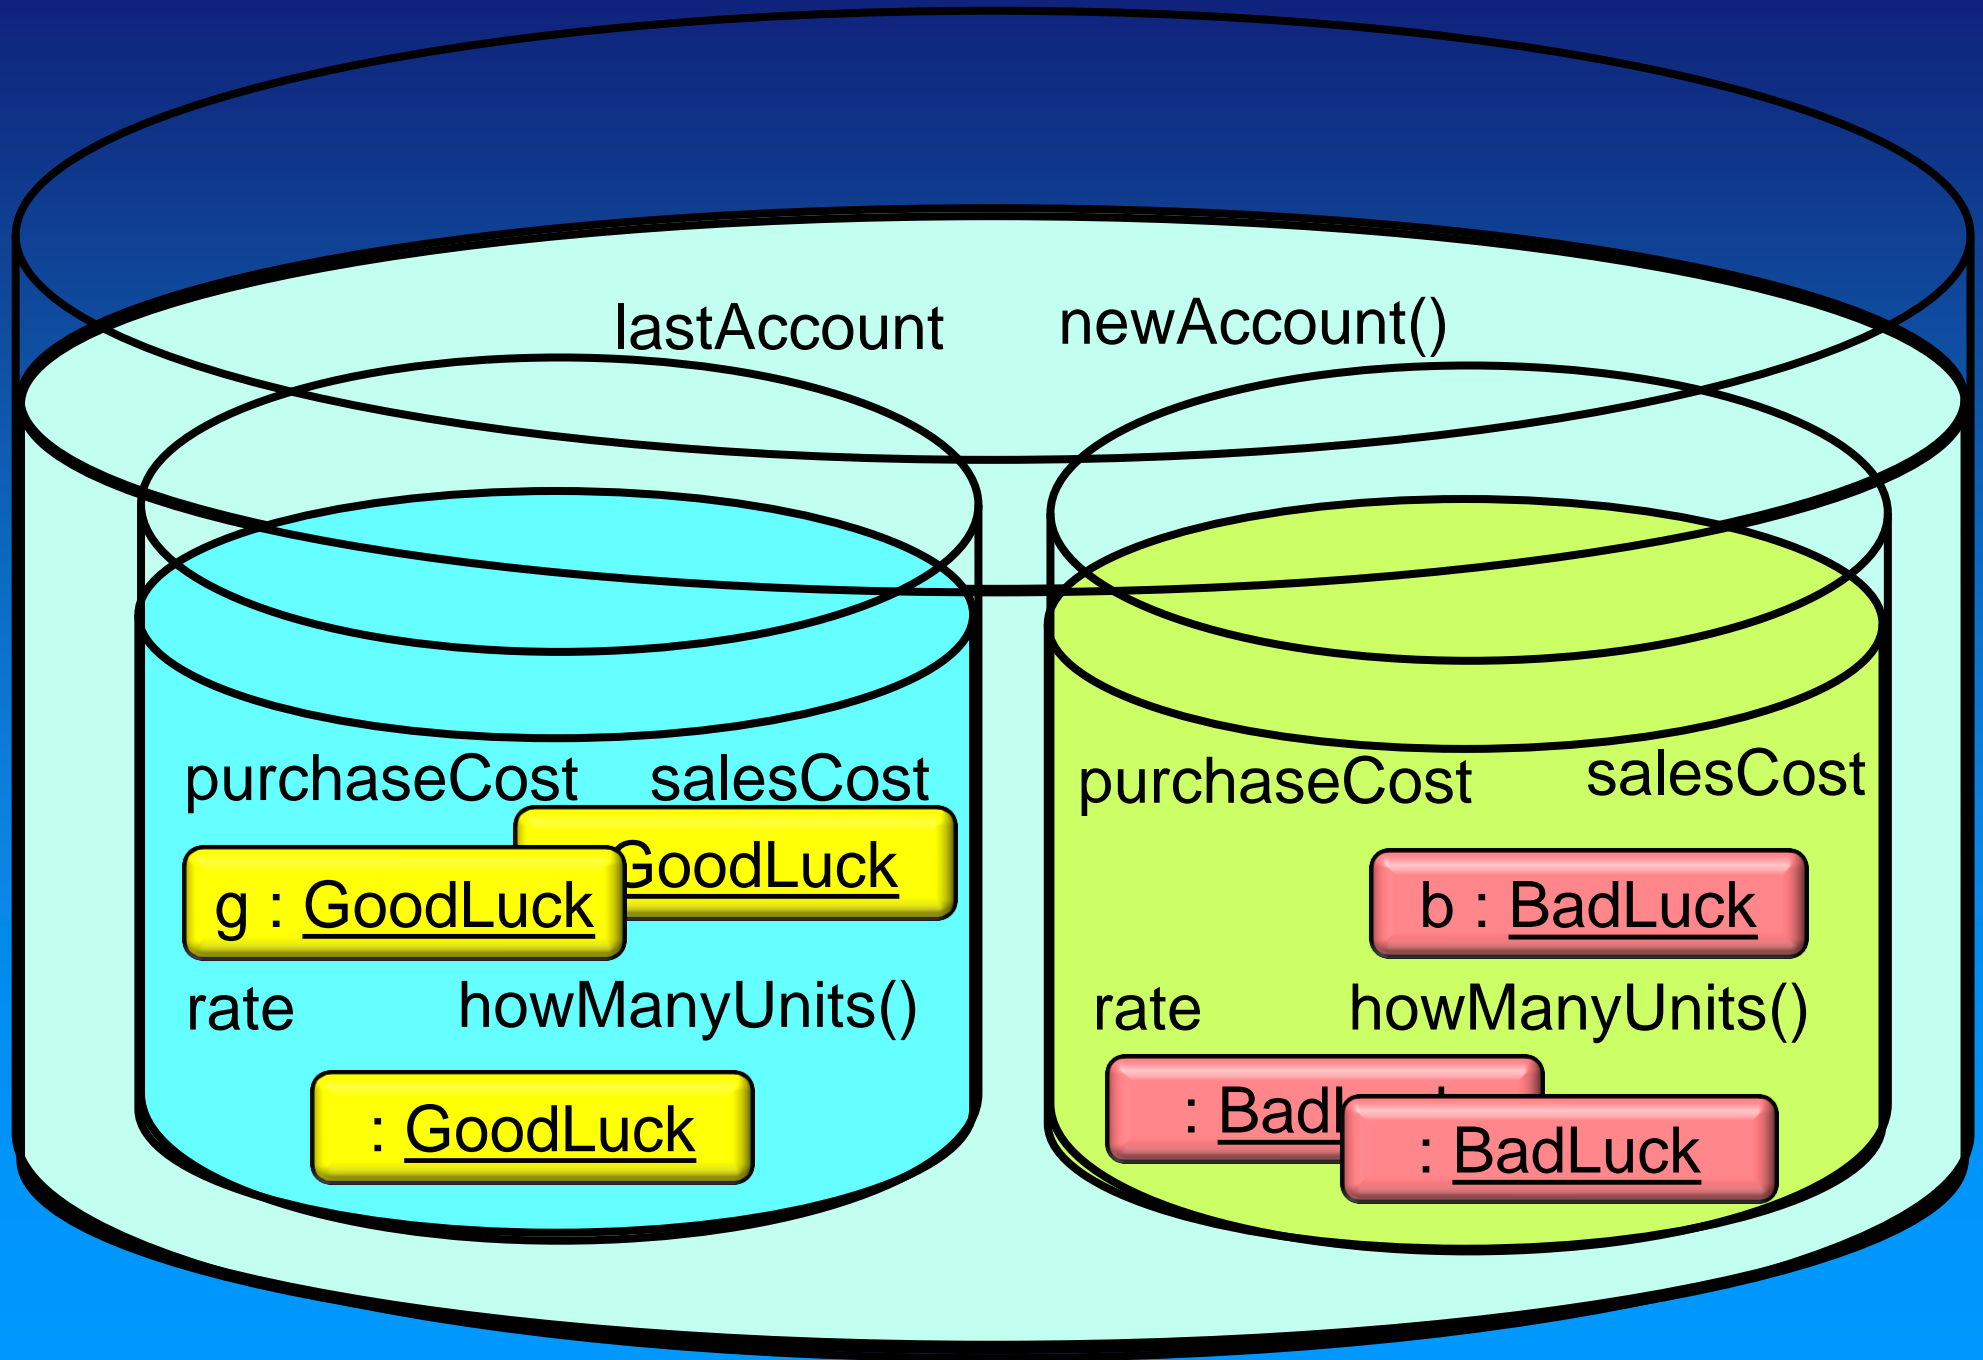 lastAccount newAccount()
purchaseCost salesCost
GoodLuck
g : GoodLuck
rate howManyUnits()
: GoodLuck
purchaseCost salesCost
b : BadLuck
rate howManyUnits()
: BadLuck